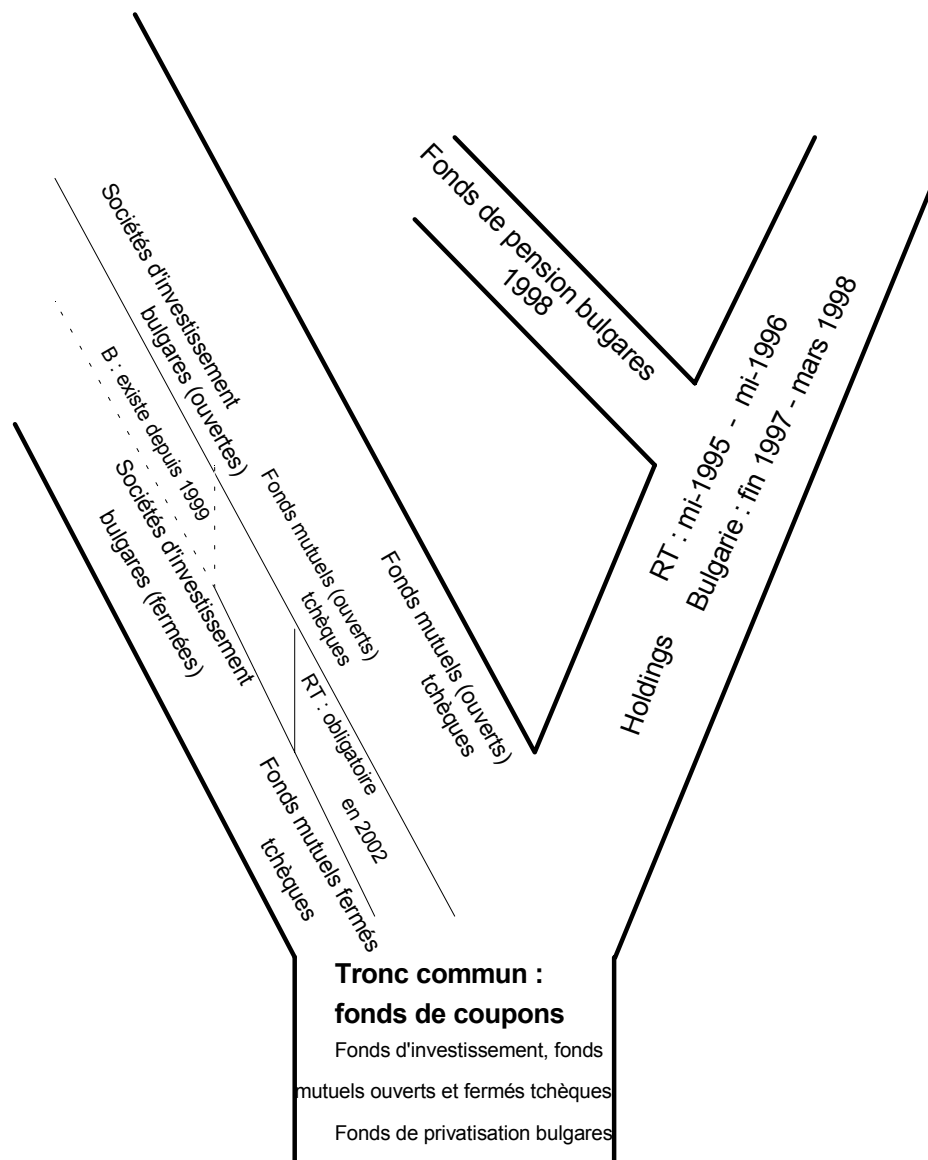 Fonds de pension bulgares
1998
Sociétés d'investissement
bulgares (ouvertes)
B : existe depuis 1999
Sociétés d'investissement
bulgares (fermées)
Fonds mutuels (ouverts)
tchèques
Fonds mutuels (ouverts)
tchèques
RT : obligatoire
en 2002
Fonds mutuels fermés
tchèques
RT : mi-1995 - mi-1996
Holdings Bulgarie : fin 1997 - mars 1998
Tronc commun :
fonds de coupons
Fonds d'investissement, fonds
mutuels ouverts et fermés tchèques
Fonds de privatisation bulgares